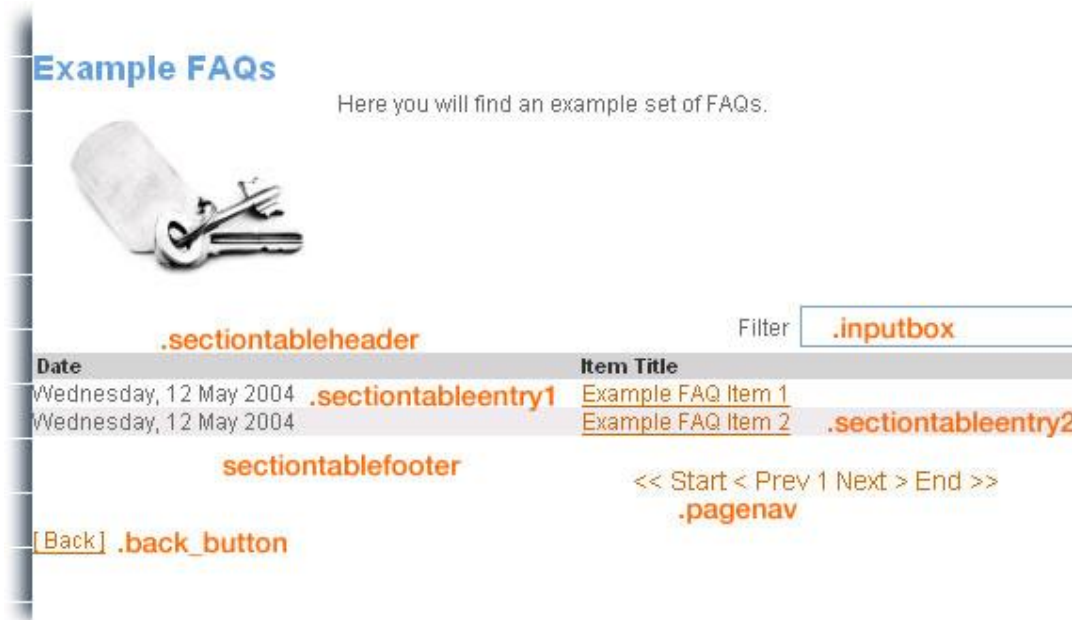 Example FAQs
Here you will find an example set of FAQs.
Filter .inputbox
.sectiontableheader
Date Item Title
Wednesday, 12 May 2004 .sectiontableentry1 Example FAQ Item 1
Wednesday, 12 May 2004 Example FAQ Item 2 .sectiontableentry2
sectiontablefooter
<< Start < Prev 1 Next > End >>
.pagenav
[ Back ] .back_button